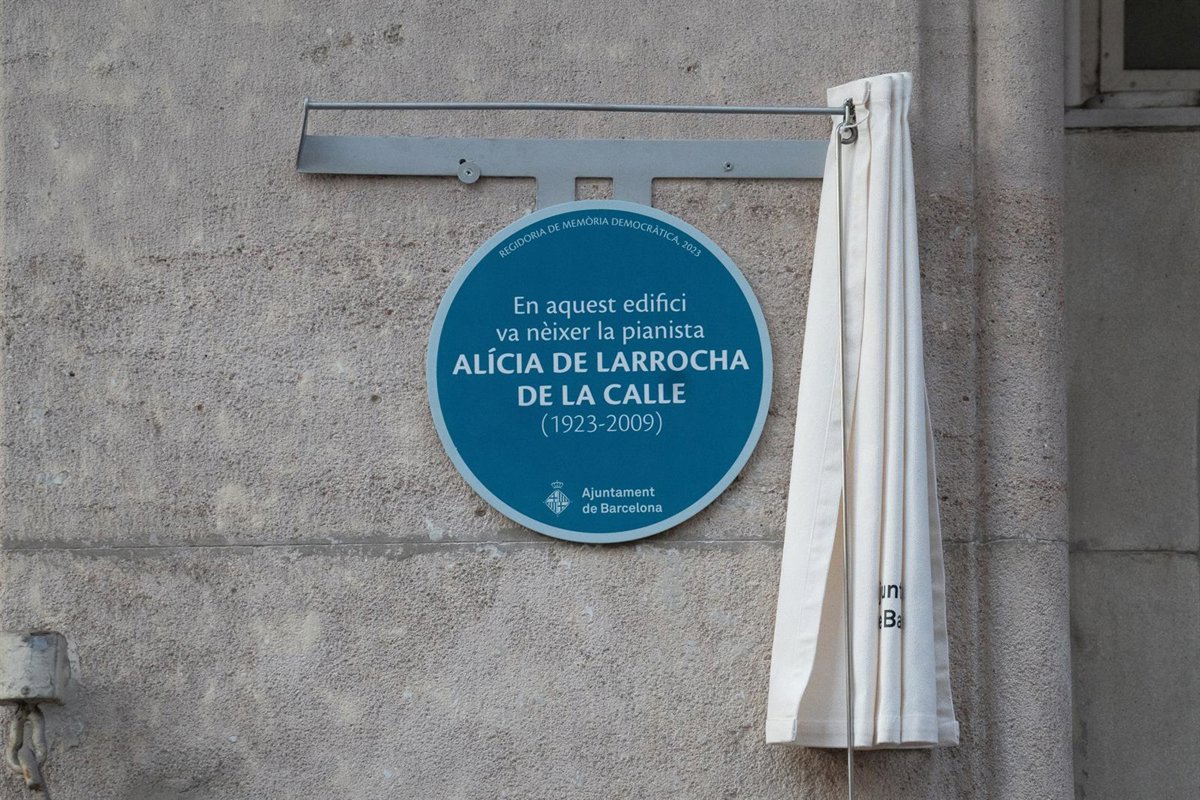 REGIDORIA DE MEMÒRIA DEMOCRÀTICA, 2023
En aquest edifici
va nèixer la pianista
ALÍCIA DE LARROCHA
DE LA CALLE
(1923-2009)
Ajuntament
de Barcelona